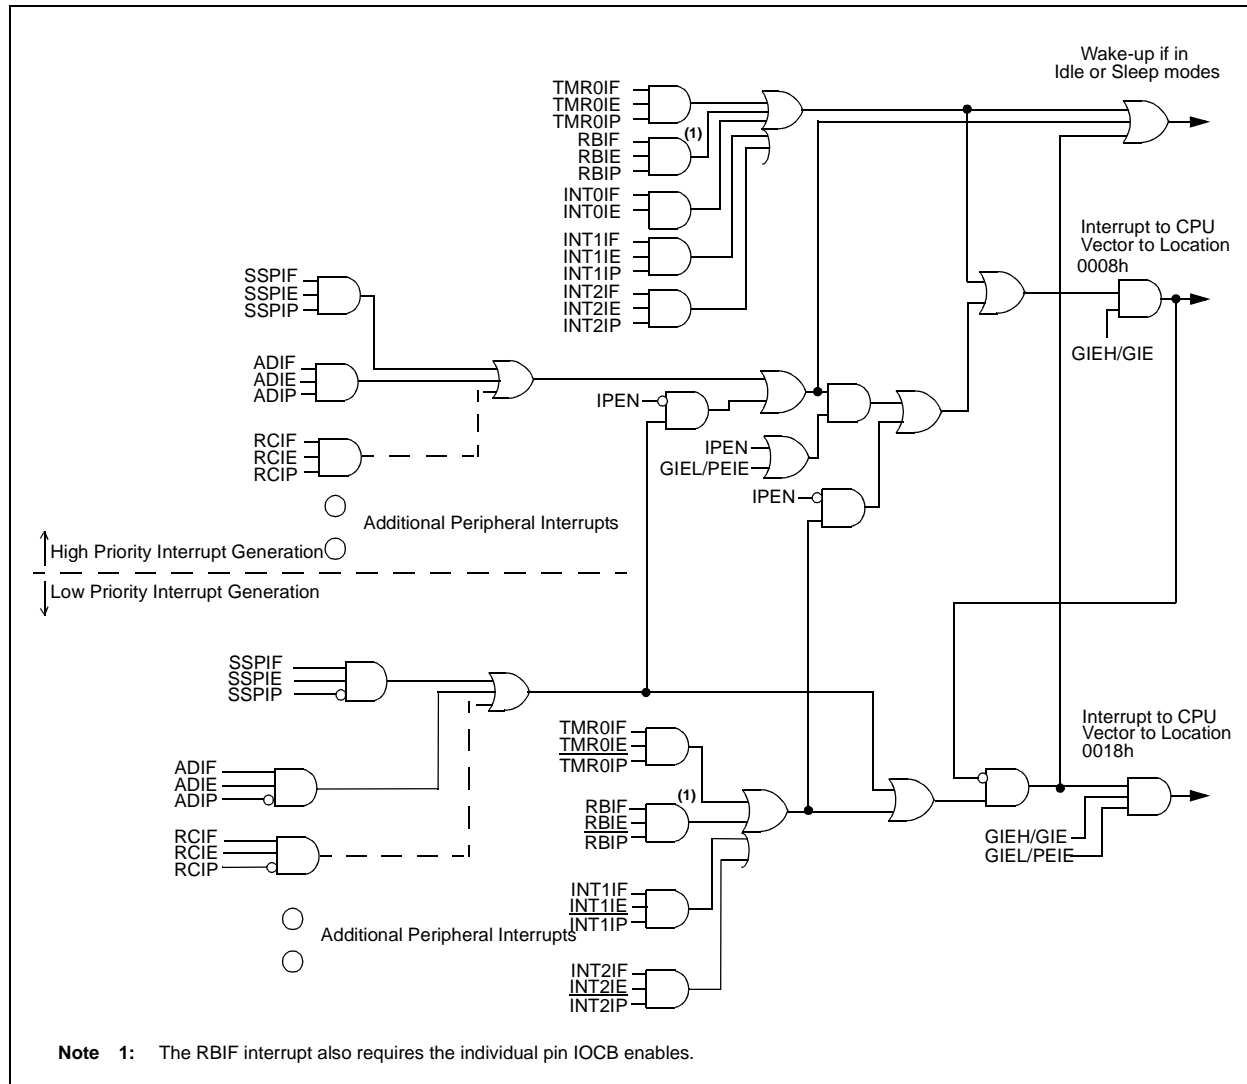 Wake-up if in
Idle or Sleep modes
TMR0IF
TMR0IE
TMR0IP
RBIF
RBIE
RBIP
(1)
INT0IF
INT0IE
INT1IF
INT1IE
INT1IP
INT2IF
INT2IE
INT2IP
Interrupt to CPU
Vector to Location
0008h
GIEH/GIE
SSPIF
SSPIE
SSPIP
ADIF
ADIE
ADIP
RCIF
RCIE
RCIP
IPEN
IPEN
GIEL/PEIE
IPEN
Additional Peripheral Interrupts
High Priority Interrupt Generation
Low Priority Interrupt Generation
SSPIF
SSPIE
SSPIP
ADIF
ADIE
ADIP
RCIF
RCIE
RCIP
Additional Peripheral Interrupts
TMR0IF
TMR0IE
TMR0IP
RBIF
RBIE
RBIP
(1)
INT1IF
INT1IE
INT1IP
INT2IF
INT2IE
INT2IP
Interrupt to CPU
Vector to Location
0018h
GIEH/GIE
GIEL/PEIE
Note 1: The RBIF interrupt also requires the individual pin IOCB enables.